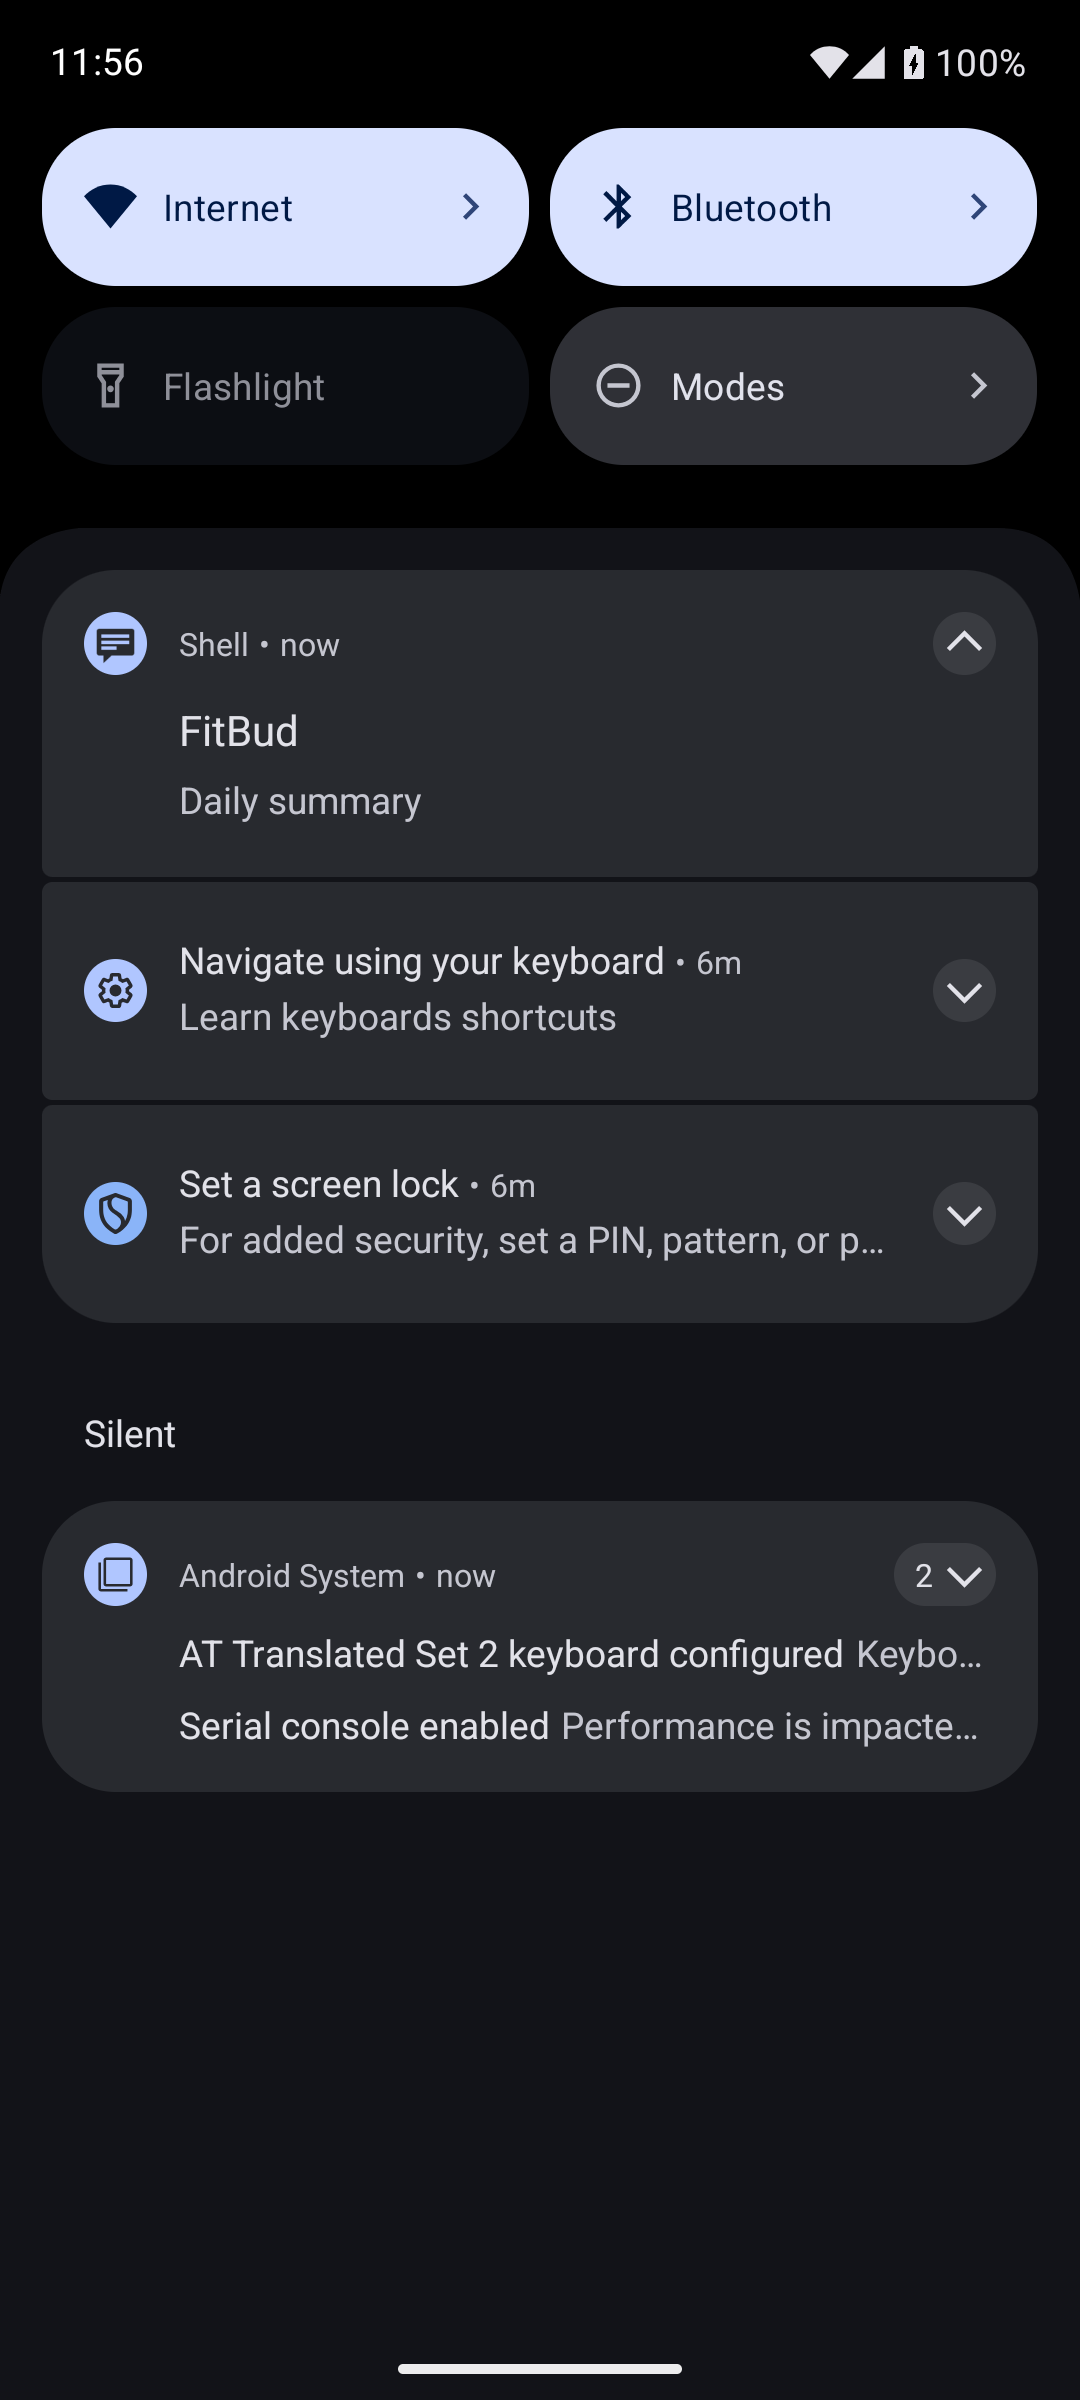 11:56
100%
Internet
Bluetooth
Flashlight
Modes
Shell • now
FitBud
Daily summary
Navigate using your keyboard • 6m
Learn keyboards shortcuts
Set a screen lock • 6m
For added security, set a PIN, pattern, or p…
Silent
Android System • now
2
AT Translated Set 2 keyboard configured Keybo…
Serial console enabled Performance is impacte…